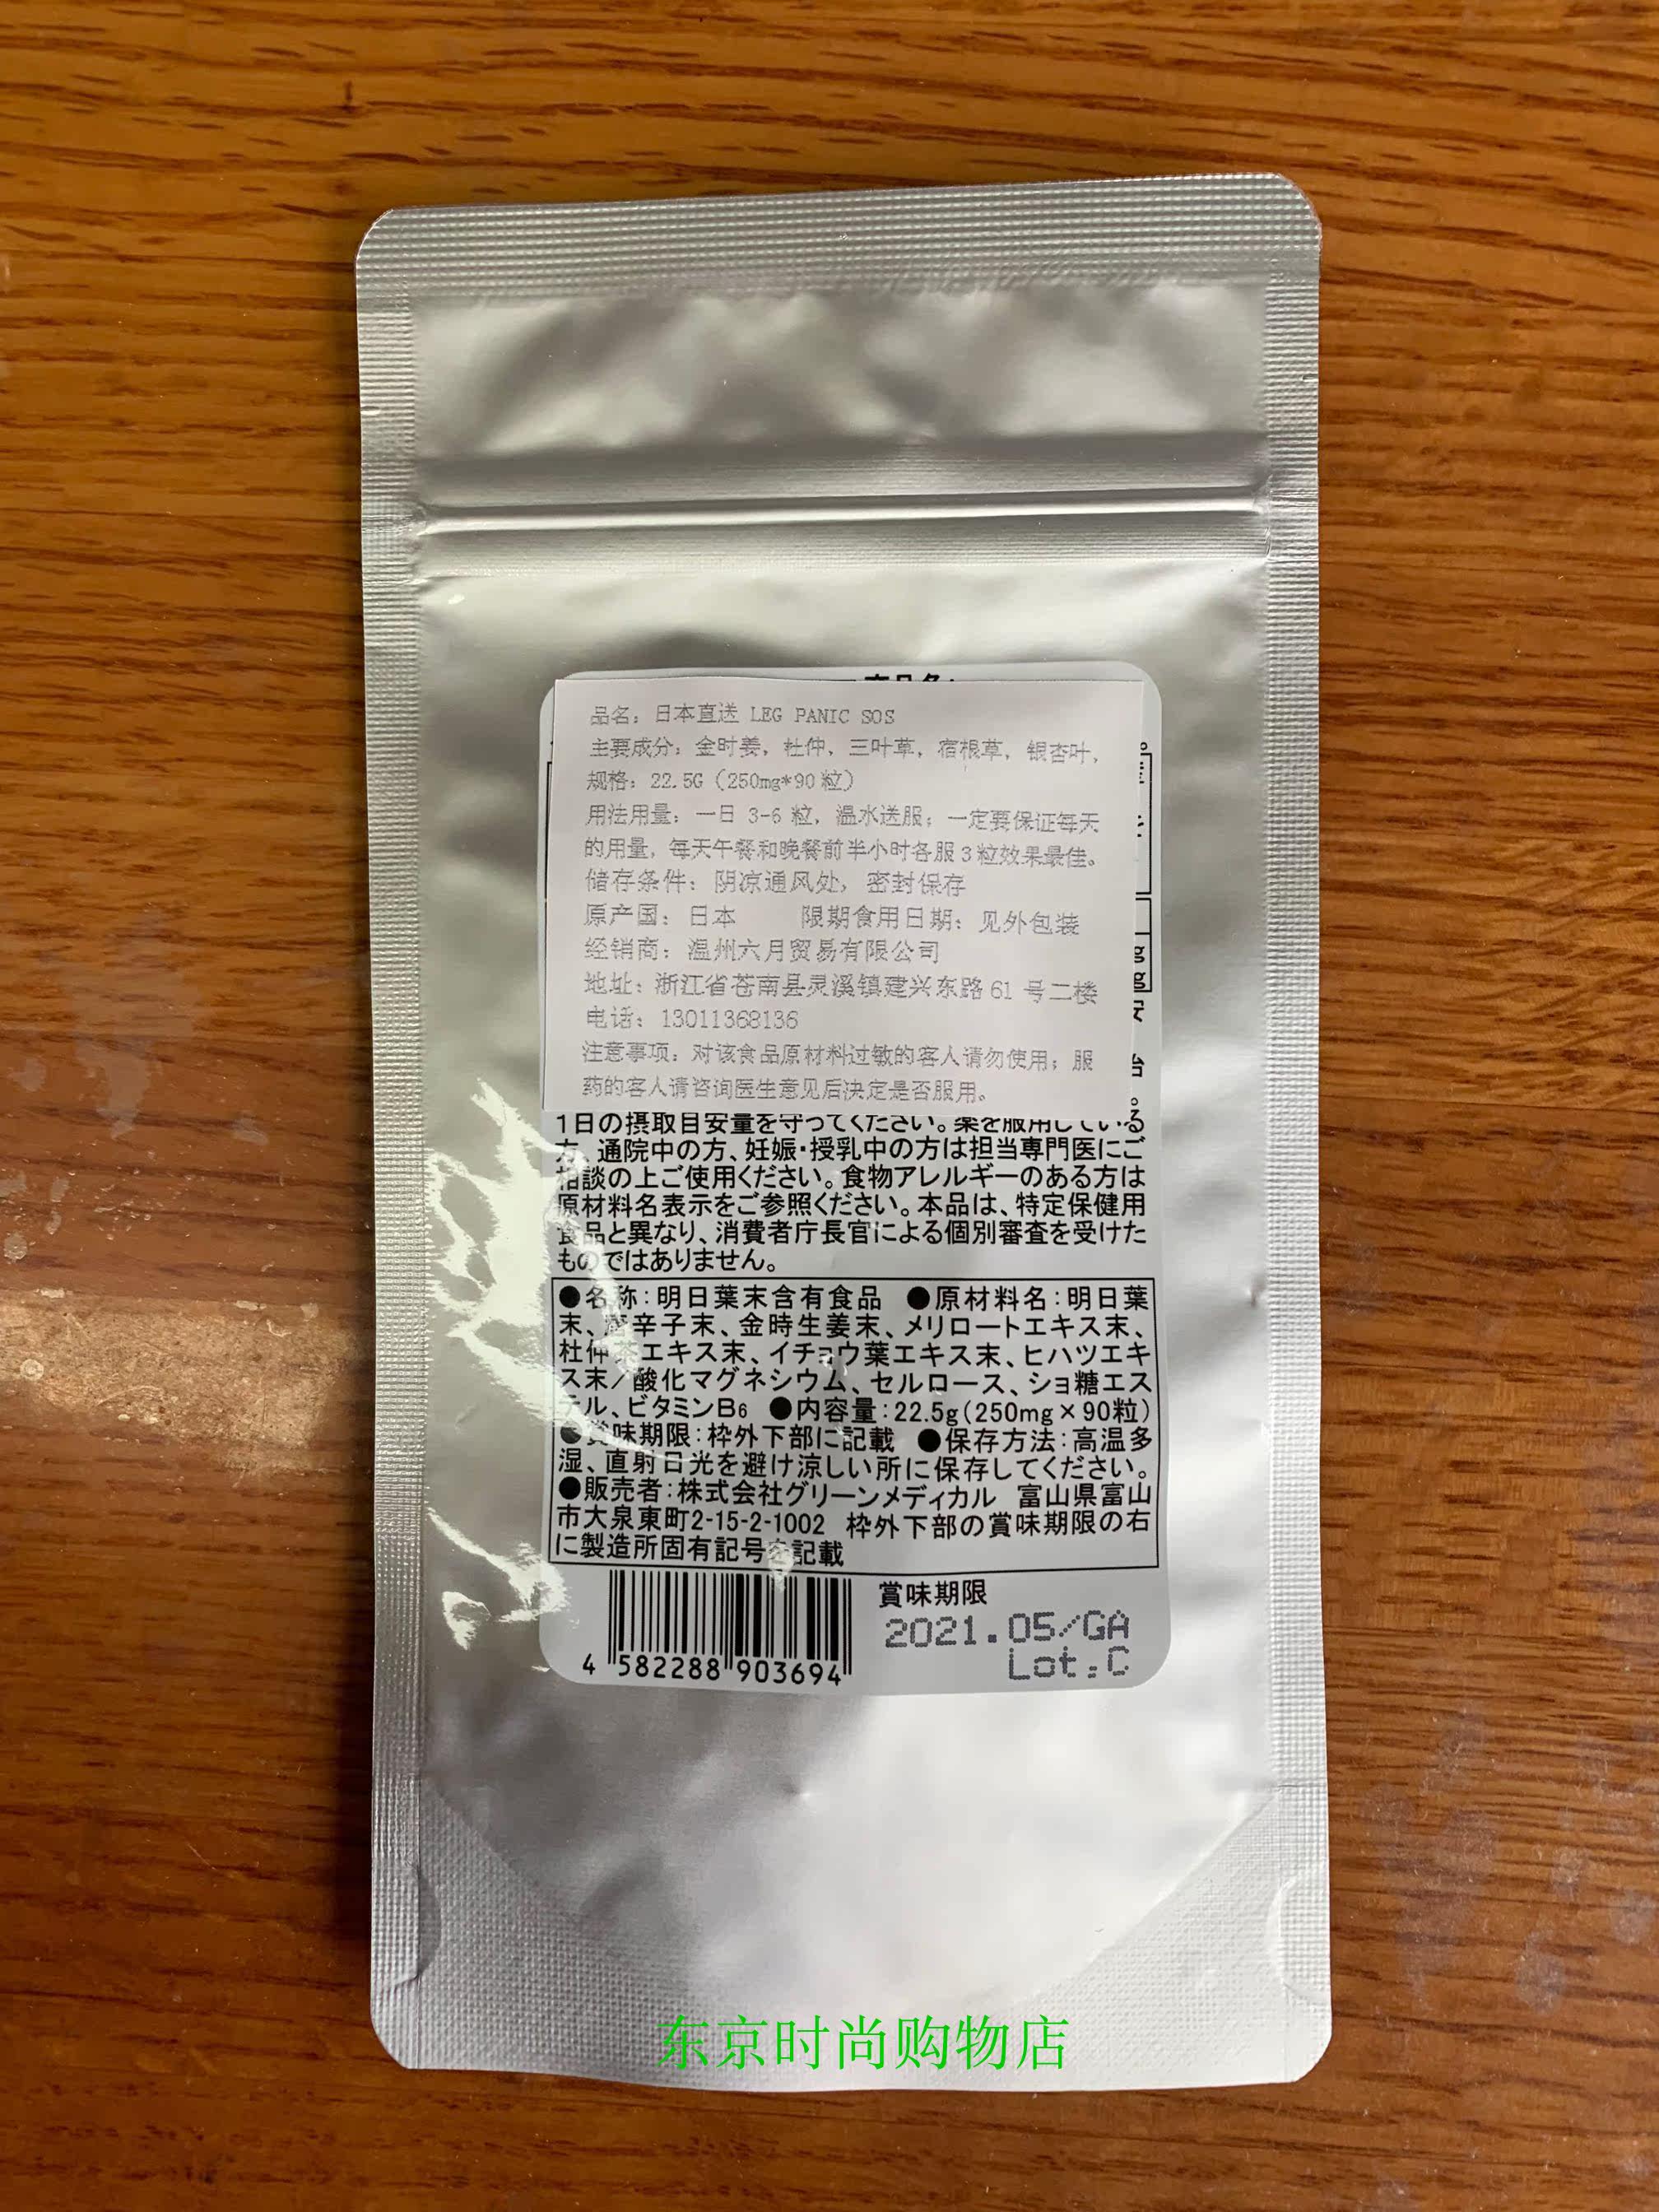 商品名:
品名: 日本直送 LEG PANIC SOS
主要成分: 金时姜, 杜仲, 三叶草, 宿根草, 银杏叶,
规格: 22.5G (250mg*90 粒)
用法用量: 一日 3-6 粒, 温水送服; 一定要保证每天
的用量, 每天午餐和晚餐前半小时各服 3 粒效果最佳。
储存条件: 阴凉通风处, 密封保存
原产国: 日本 限期食用日期: 见外包装
经销商: 温州六月贸易有限公司
地址: 浙江省苍南县灵溪镇建兴东路 61 号二楼
电话: 13011368136
注意事项: 对该食品原材料过敏的客人请勿使用; 服
药的客人请咨询医生意见后决定是否服用。
1日の摂取目安量を守ってください。薬を服用している
方、通院中の方、妊娠・授乳中の方は担当専門医にご
相談の上ご使用ください。食物アレルギーのある方は
原材料名表示をご参照ください。本品は、特定保健用
食品と異なり、消費者庁長官による個別審査を受けた
ものではありません。
●名称:明日葉末含有食品 ●原材料名:明日葉
末、唐辛子末、金時生姜末、メリロートエキス末、
杜仲茶エキス末、イチョウ葉エキス末、ヒハツエキ
ス末/酸化マグネシウム、セルロース、ショ糖エス
テル、ビタミンB6 ●内容量:22.5g(250mg×90粒)
●賞味期限:枠外下部に記載 ●保存方法:高温多
湿、直射日光を避け涼しい所に保存してください。
●販売者:株式会社グリーンメディカル 富山県富山
市大泉東町2-15-2-1002 枠外下部の賞味期限の右
に製造所固有記号を記載
賞味期限
2021.05/GA
Lot.C
4 582288 903694
东京时尚购物店